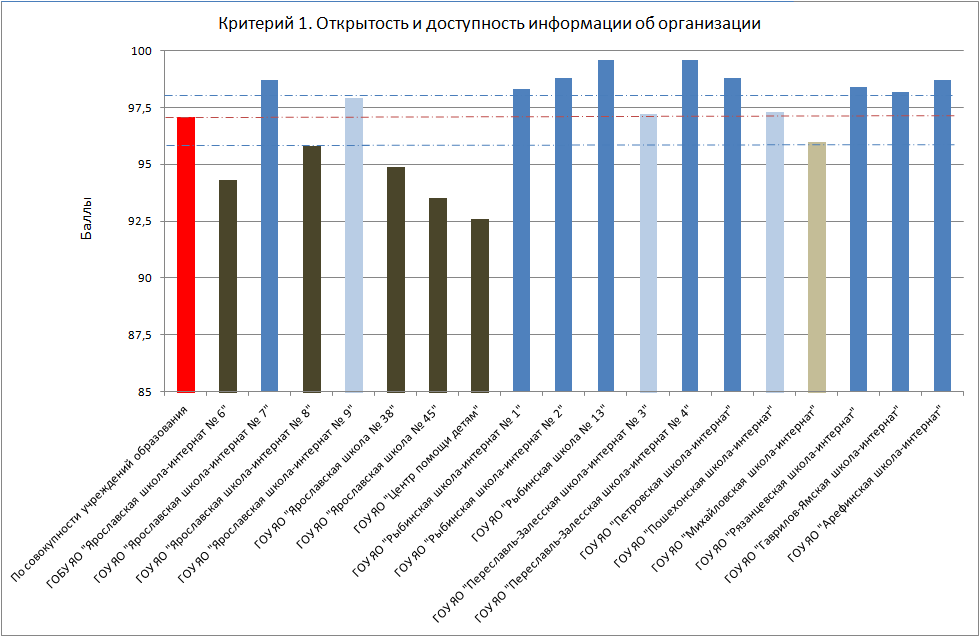 Критерий 1. Открытость и доступность информации об организации
Баллы
100
97,5
95
92,5
90
87,5
85
По совокупности учреждений образования
ГОБУ ЯО "Ярославская школа-интернат № 6"
ГОУ ЯО "Ярославская школа-интернат № 7"
ГОУ ЯО "Ярославская школа-интернат № 8"
ГОУ ЯО "Ярославская школа-интернат № 9"
ГОУ ЯО "Ярославская школа № 38"
ГОУ ЯО "Ярославская школа № 45"
ГОУ ЯО "Центр помощи детям"
ГОУ ЯО "Рыбинская школа-интернат № 1"
ГОУ ЯО "Рыбинская школа-интернат № 2"
ГОУ ЯО "Рыбинская школа № 13"
ГОУ ЯО "Переславль-Залесская школа-интернат № 3"
ГОУ ЯО "Переславль-Залесская школа-интернат № 4"
ГОУ ЯО "Петровская школа-интернат"
ГОУ ЯО "Пошехонская школа-интернат"
ГОУ ЯО "Михайловская школа-интернат"
ГОУ ЯО "Рязанцевская школа-интернат"
ГОУ ЯО "Гаврилов-Ямская школа-интернат"
ГОУ ЯО "Арефинская школа-интернат"